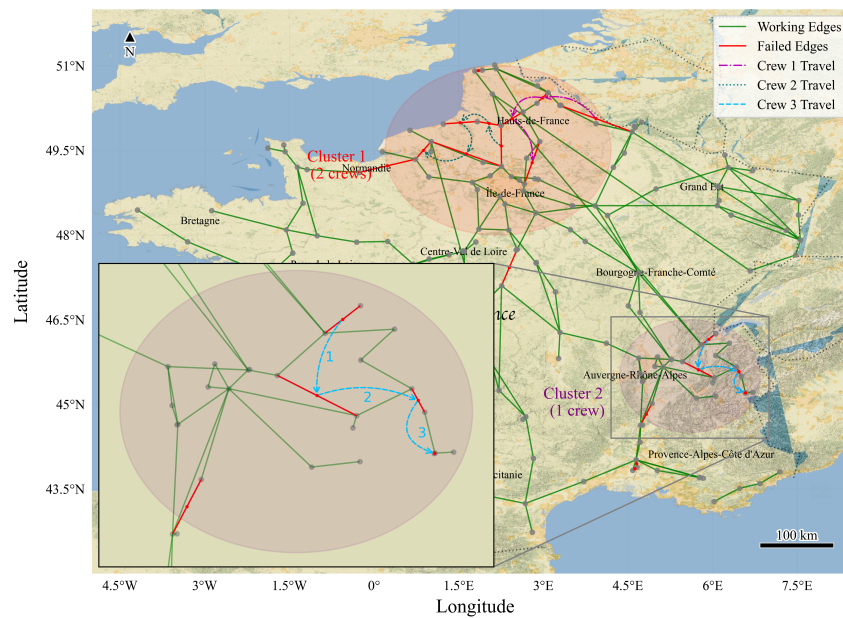 Working Edges
Failed Edges
Crew 1 Travel
Crew 2 Travel
Crew 3 Travel
N
51°N
49.5°N
48°N
46.5°N
45°N
43.5°N
Latitude
Hauts-de-France
Cluster 1
(2 crews)
Normandie
Île-de-France
Grand Est
Bretagne
Centre-Val de Loire
Bourgogne-Franche-Comté
nce
Auvergne-Rhône-Alpes
Cluster 2
(1 crew)
Provence-Alpes-Côte d'Azur
citanie
1
2
3
100 km
4.5°W
3°W
1.5°W
0°
1.5°E
3°E
4.5°E
6°E
7.5°E
Longitude